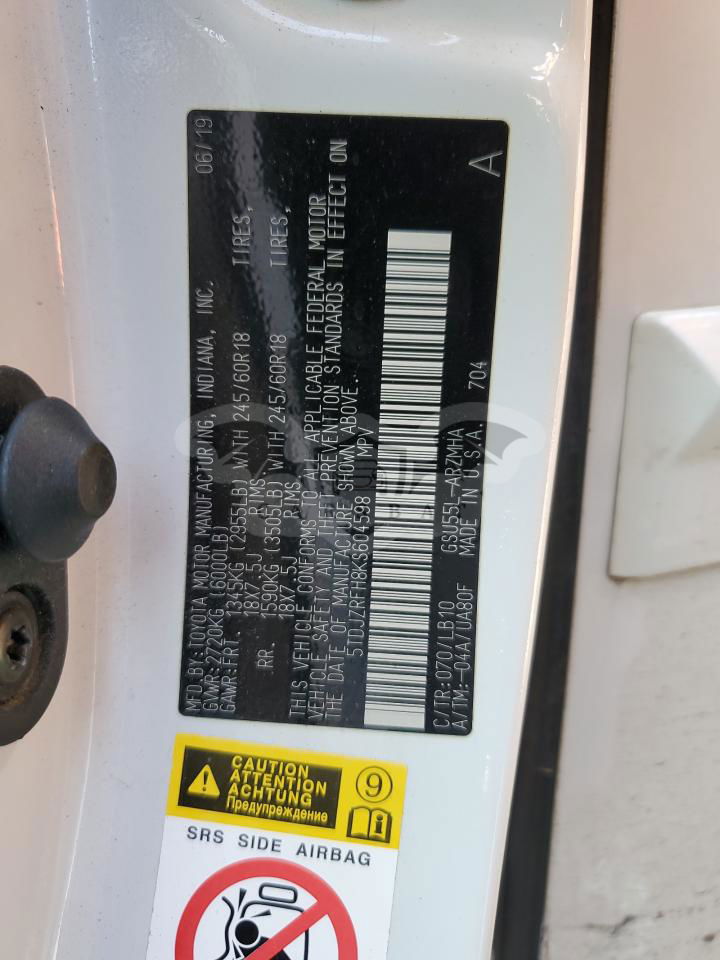 MFD.BY:TOYOTA MOTOR MANUFACTURING, INDIANA, INC. 06/19
GVWR:2720KG (6000LB)
GAWR:FRT. 1345KG (2955LB) WITH 245/60R18 TIRES,
18X7.5J RIMS
RR. 1590KG (3505LB) WITH 245/60R18 TIRES,
18X7.5J RIMS
THIS VEHICLE CONFORMS TO ALL APPLICABLE FEDERAL MOTOR
VEHICLE SAFETY AND THEFT PREVENTION STANDARDS IN EFFECT ON
THE DATE OF MANUFACTURE SHOWN ABOVE.
5TDJZRFH8KS604598 MPV A
C/TR:070/LB10 GSU55L-ARZMHA 704
A/TM:-04A/UA80F MADE IN U.S.A.
CAUTION
ATTENTION
ACHTUNG
Предупреждение
9
SRS SIDE AIRBAG